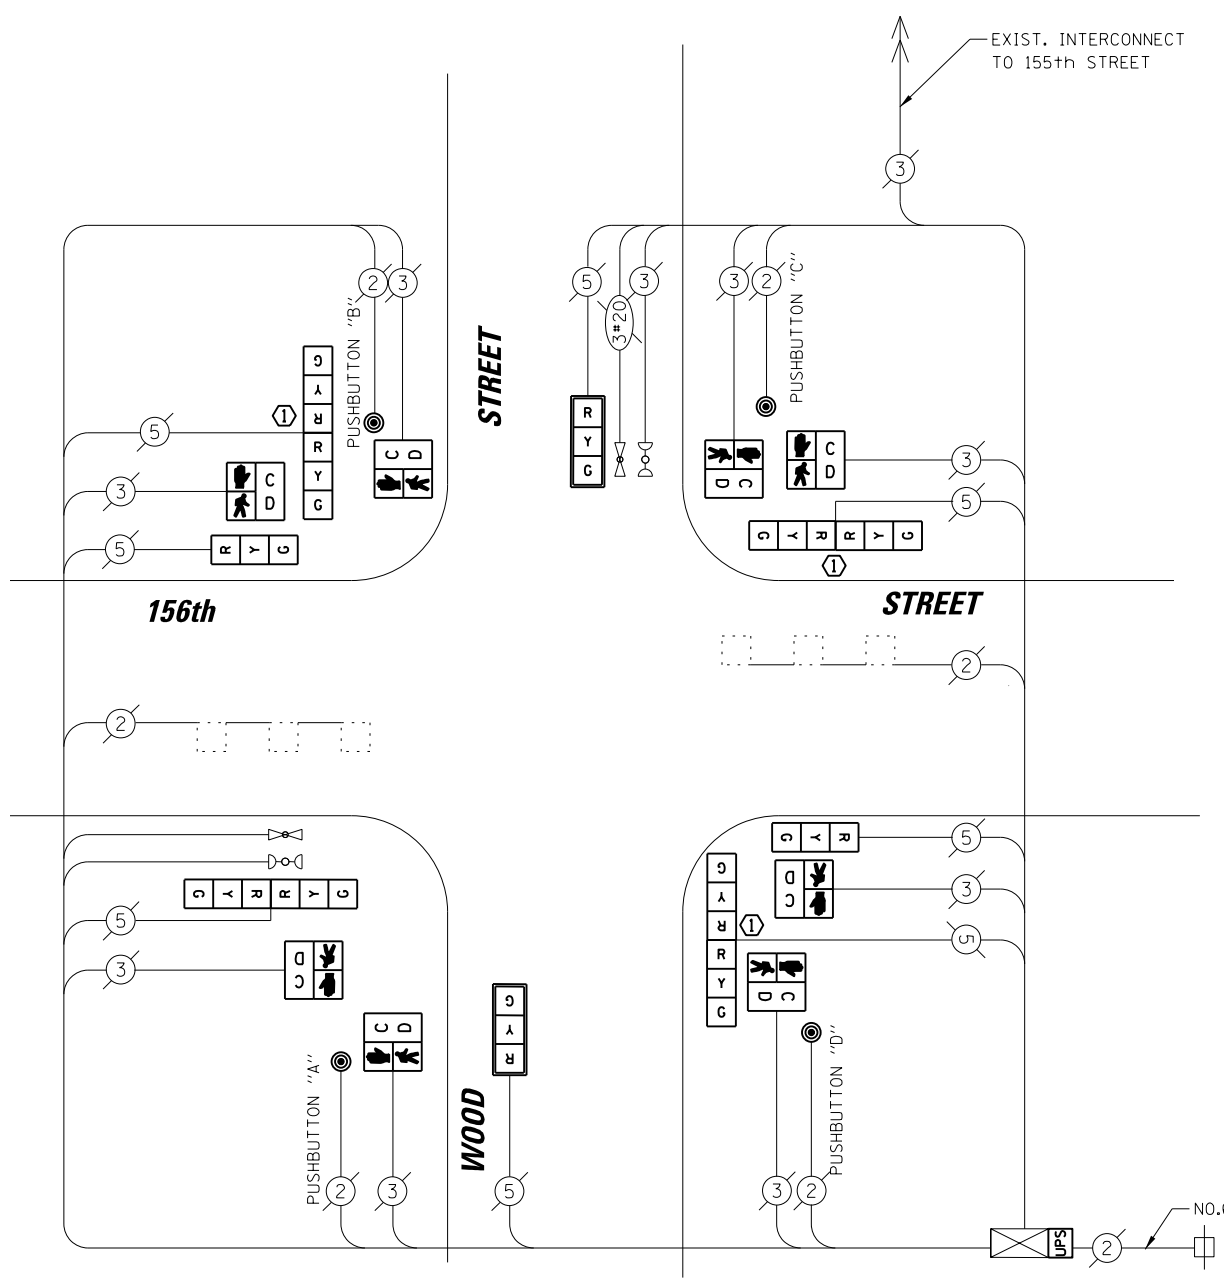 EXIST. INTERCONNECT
TO 155th STREET
3
2
3
5
3#20
3
3
2
PUSHBUTTON "B"
STREET
PUSHBUTTON "C"
G
Y
R
R
Y
G
1
5
C D
R
Y
G
C D
C
D
3
3
C
D
5
5
R Y G
G Y R R Y G
1
156th
STREET
2
2
G Y R
5
G Y R R Y G
5
C
D
3
G
Y
R
R
Y
G
1
5
3
C
D
C D
G
Y
R
C D
PUSHBUTTON "A"
WOOD
PUSHBUTTON "D"
2
3
5
3
2
UPS
2
NO.